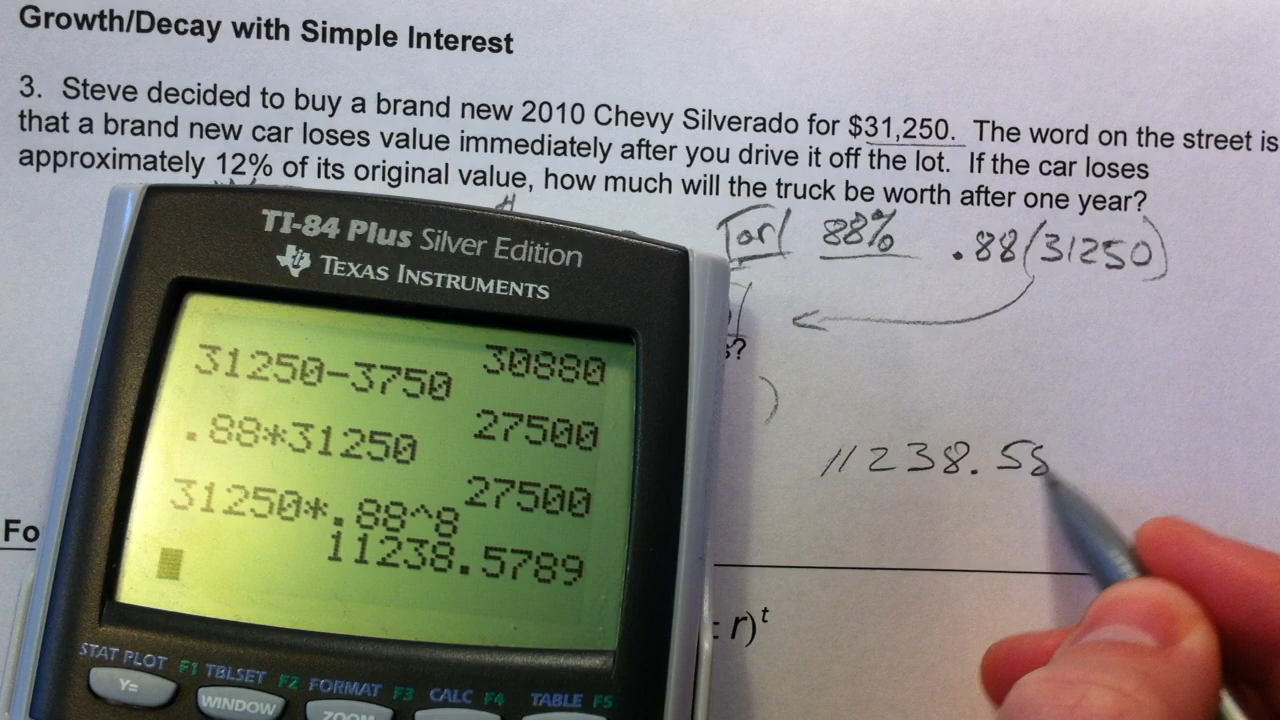 Growth/Decay with Simple Interest
3. Steve decided to buy a brand new 2010 Chevy Silverado for $31,250. The word on the street is
that a brand new car loses value immediately after you drive it off the lot. If the car loses
approximately 12% of its original value, how much will the truck be worth after one year?
88% .88(31250)
TI-84 Plus Silver Edition
TEXAS INSTRUMENTS
30880
31250-3750
27500
.88*31250
27500
31250*.88^8
11238.5789
?
)
11238.58
Fo
r)^t
STAT PLOT F1 TBLSET F2 FORMAT F3 CALC F4 TABLE F5
Y= WINDOW ZOOM